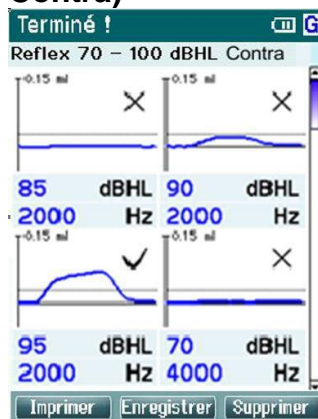 Contra)
Terminé ! G
Reflex 70 - 100 dBHL Contra
-0.15 ml -0.15 ml
85 dBHL 90 dBHL
2000 Hz 2000 Hz
-0.15 ml -0.15 ml
95 dBHL 70 dBHL
2000 Hz 4000 Hz
Imprimer Enregistrer Supprimer